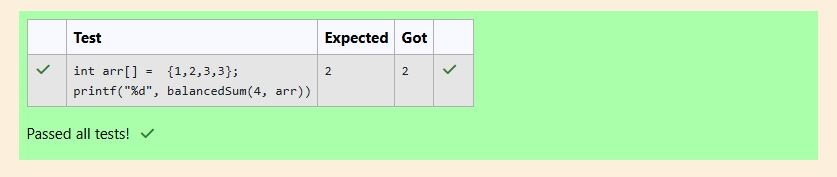 Test Expected Got
int arr[] =  {1,2,3,3}; 2 2
printf("%d", balancedSum(4, arr))
Passed all tests!